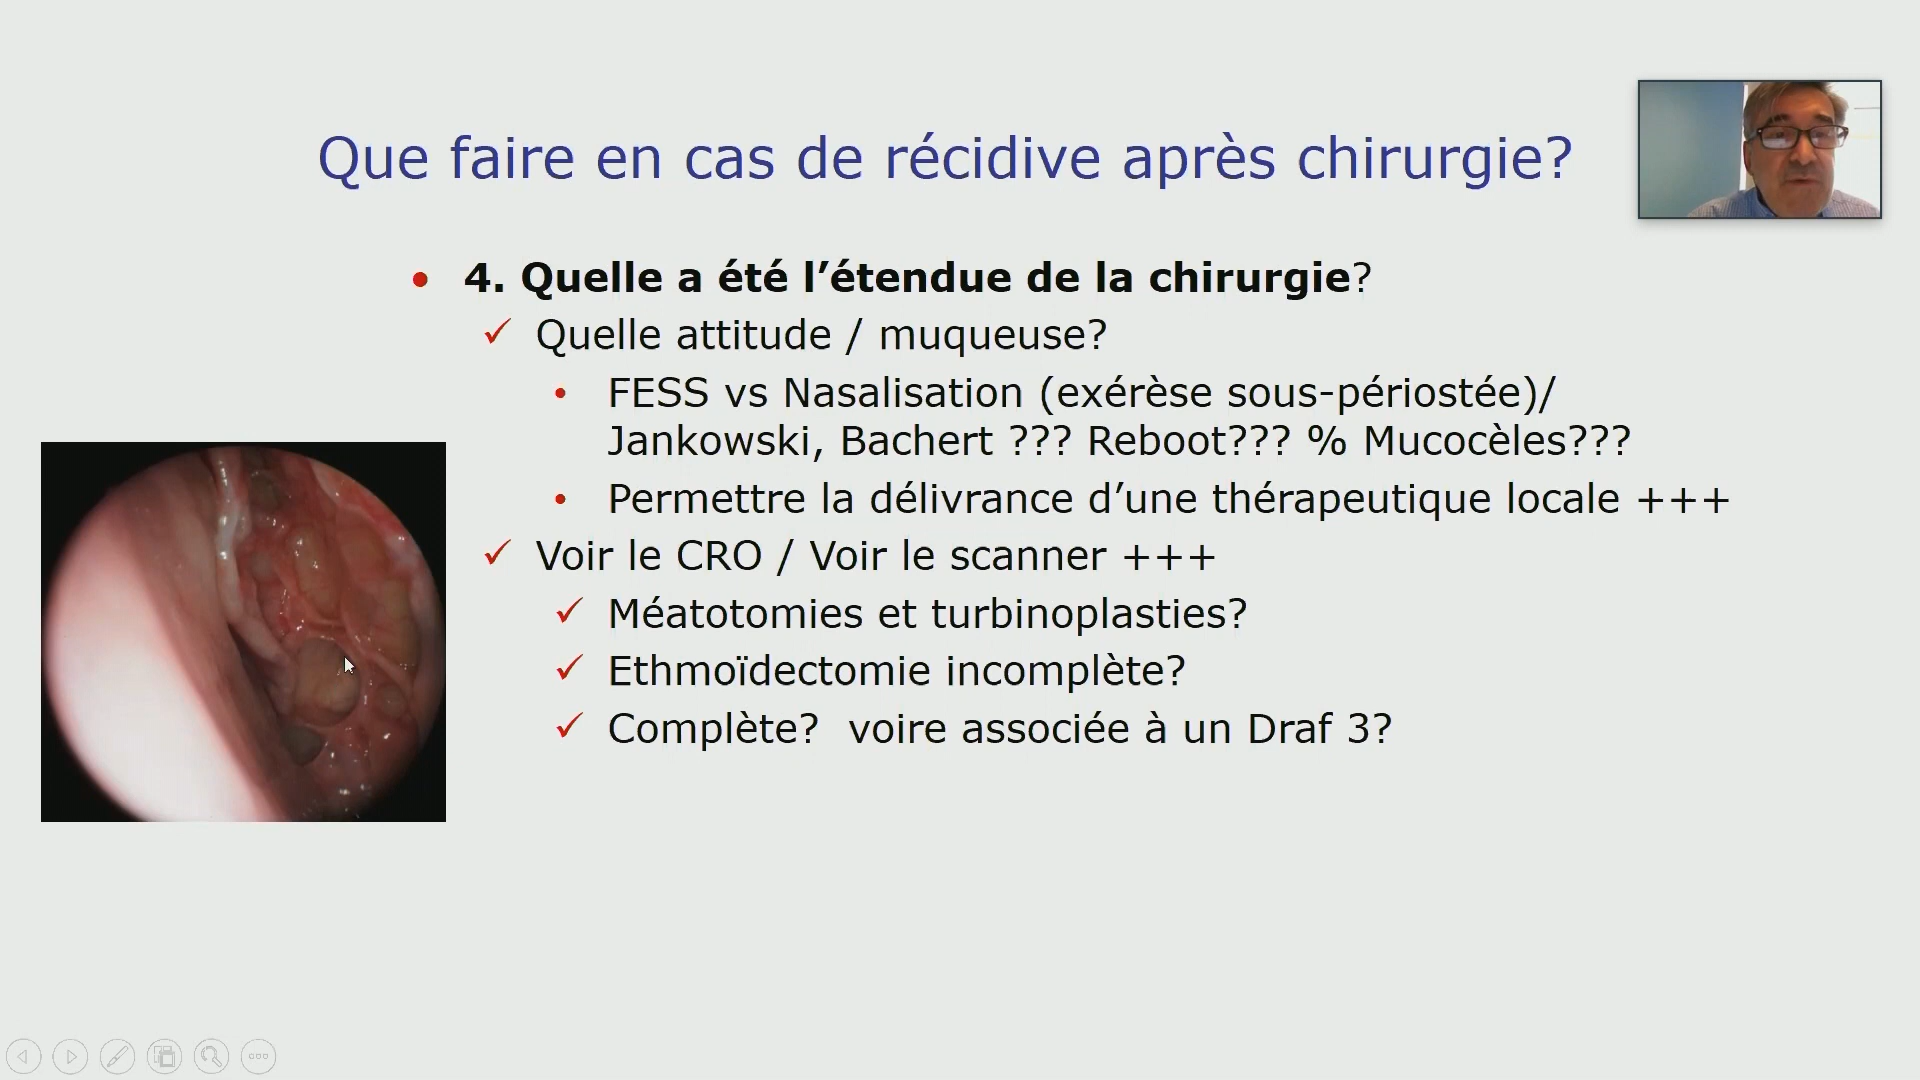 Que faire en cas de récidive après chirurgie?
• 4. Quelle a été l’étendue de la chirurgie?
✓ Quelle attitude / muqueuse?
• FESS vs Nasalisation (exérèse sous-périostée)/
Jankowski, Bachert ??? Reboot??? % Mucocèles???
• Permettre la délivrance d’une thérapeutique locale +++
✓ Voir le CRO / Voir le scanner +++
✓ Méatotomies et turbinoplasties?
✓ Ethmoïdectomie incomplète?
✓ Complète?  voire associée à un Draf 3?